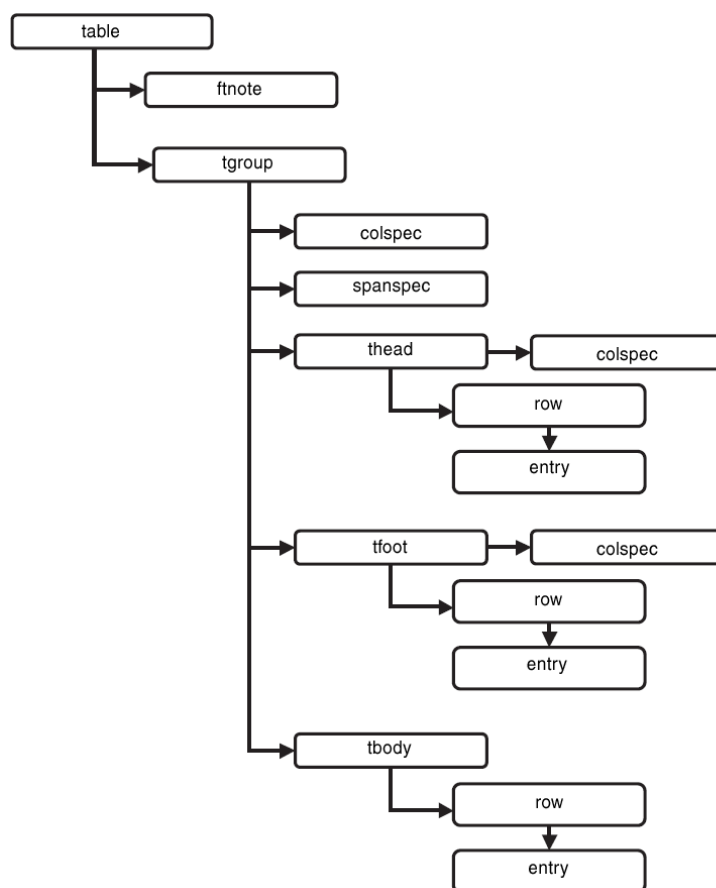 table
ftnote
tgroup
colspec
spanspec
thead
colspec
row
entry
tfoot
colspec
row
entry
tbody
row
entry